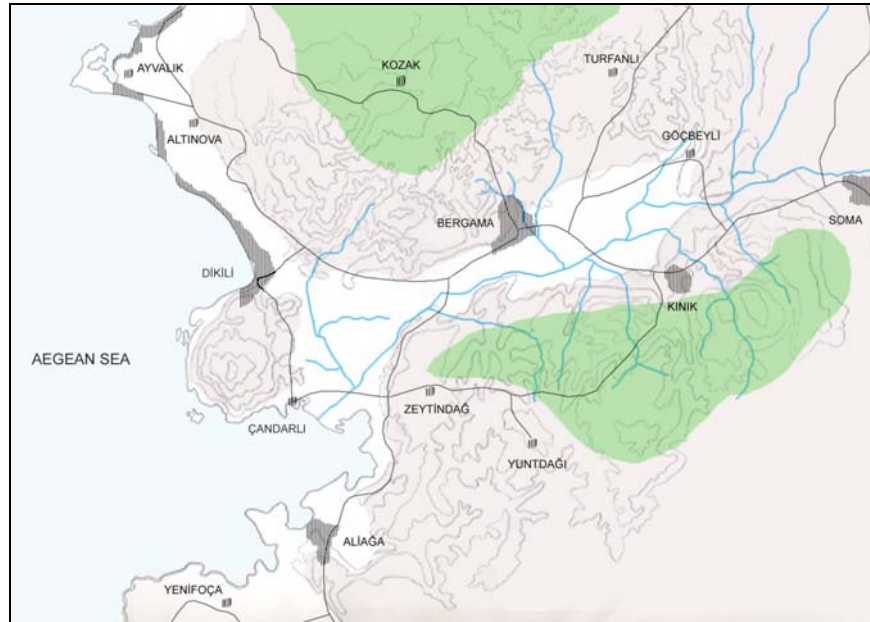 KOZAK
TURFANLI
AYVALIK
ALTINOVA
GÖÇBEYLİ
BERGAMA
SOMA
DİKİLİ
KINIK
AEGEAN SEA
ZEYTİNDAĞ
ÇANDARLI
YUNTDAĞI
ALİAĞA
YENİFOÇA